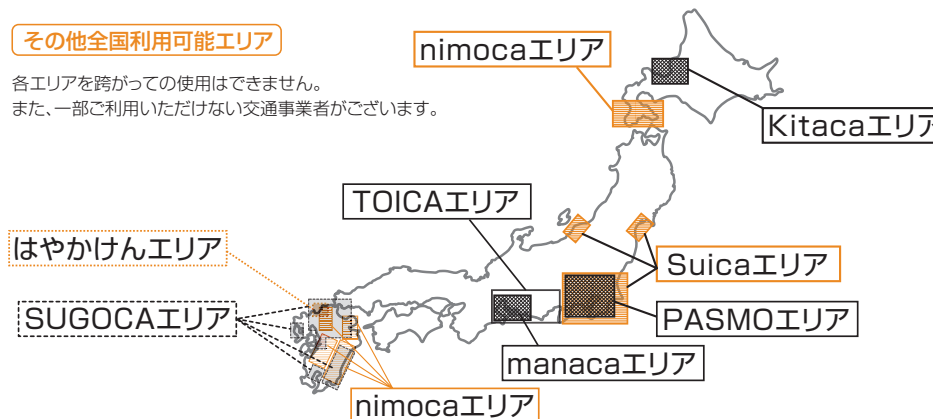 その他全国利用可能エリア
各エリアを跨がっての使用はできません。
また、一部ご利用いただけない交通事業者がございます。
nimocaエリア
Kitacaエリア
TOICAエリア
はやかけんエリア
Suicaエリア
SUGOCAエリア
PASMOエリア
manacaエリア
nimocaエリア